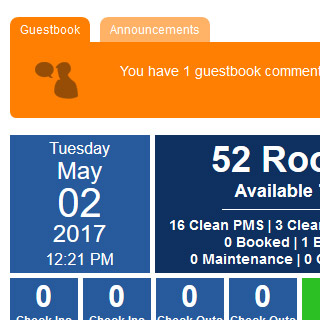 Guestbook Announcements
You have 1 guestbook comment
Tuesday
May
02
2017
12:21 PM
52
Available
16 Clean PMS | 3
0 Booked | 1
0 Maintenance | 0
0 0 0 0
Check Ins Check Ins Check Outs Check Outs